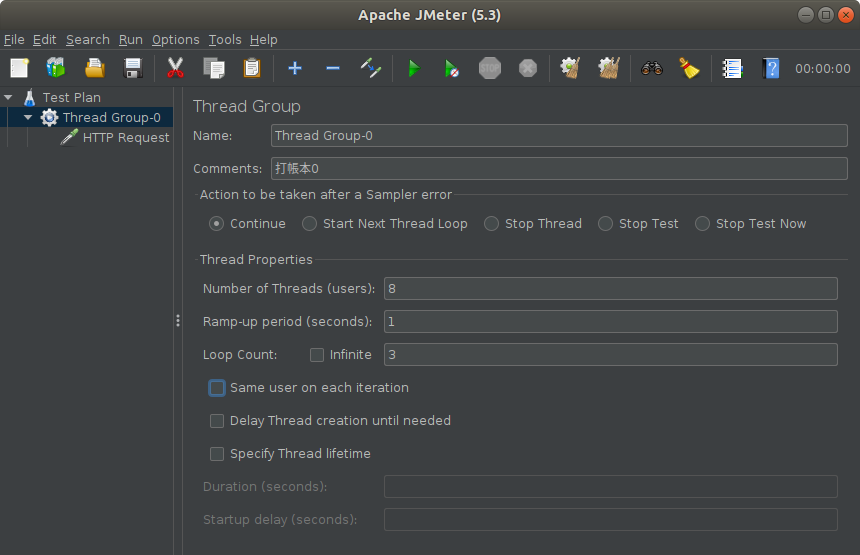 Apache JMeter (5.3)
File Edit Search Run Options Tools Help
00:00:00
Test Plan
Thread Group-0
HTTP Request
Thread Group
Name: Thread Group-0
Comments: 打帳本0
Action to be taken after a Sampler error
Continue Start Next Thread Loop Stop Thread Stop Test Stop Test Now
Thread Properties
Number of Threads (users): 8
Ramp-up period (seconds): 1
Loop Count: Infinite 3
Same user on each iteration
Delay Thread creation until needed
Specify Thread lifetime
Duration (seconds):
Startup delay (seconds):